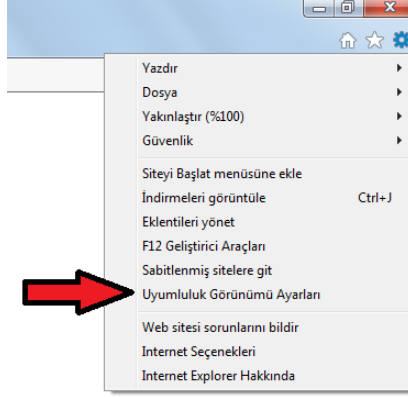 Yazdır
Dosya
Yakınlaştır (%100)
Güvenlik
Siteyi Başlat menüsüne ekle
İndirmeleri görüntüle Ctrl+J
Eklentileri yönet
F12 Geliştirici Araçları
Sabitlenmiş sitelere git
Uyumluluk Görünümü Ayarları
Web sitesi sorunlarını bildir
Internet Seçenekleri
Internet Explorer Hakkında